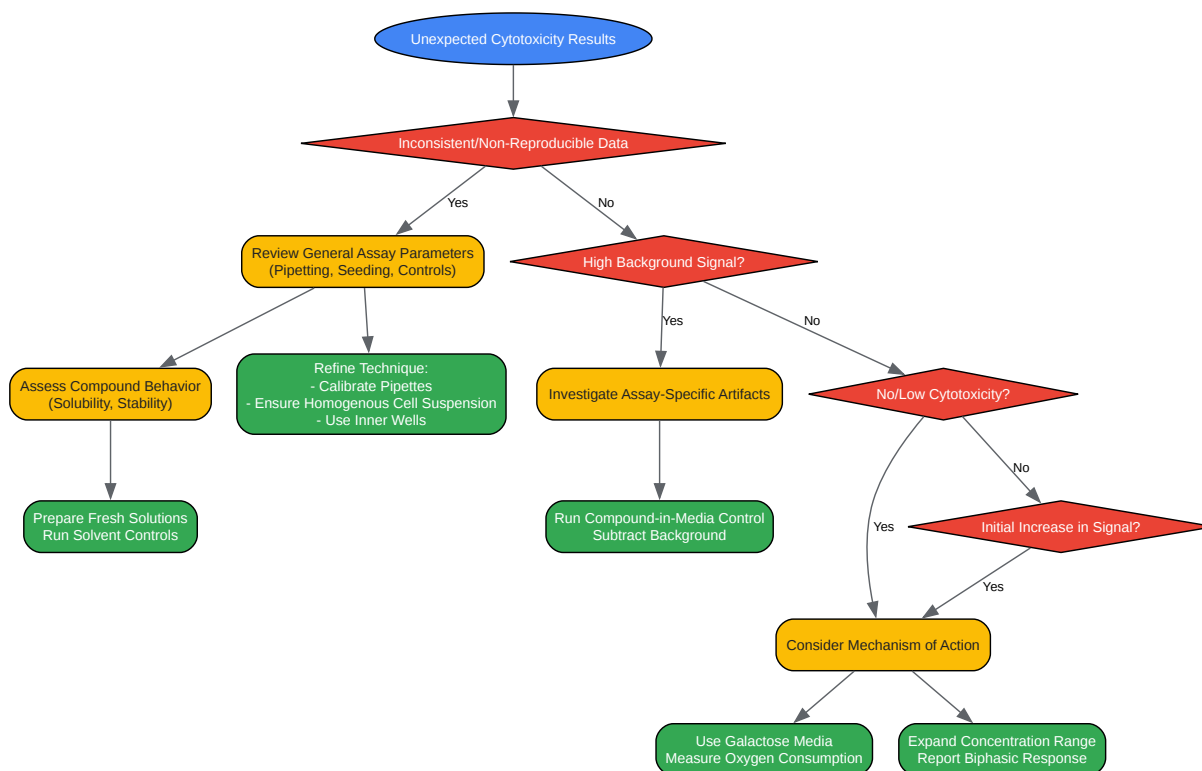 Unexpected Cytotoxicity Results
Inconsistent/Non-Reproducible Data
Yes
No
Review General Assay Parameters
(Pipetting, Seeding, Controls)
High Background Signal?
Yes
No
Assess Compound Behavior
(Solubility, Stability)
Refine Technique:
- Calibrate Pipettes
- Ensure Homogenous Cell Suspension
- Use Inner Wells
Investigate Assay-Specific Artifacts
No/Low Cytotoxicity?
No
Yes
Prepare Fresh Solutions
Run Solvent Controls
Run Compound-in-Media Control
Subtract Background
Initial Increase in Signal?
Yes
Consider Mechanism of Action
Use Galactose Media
Measure Oxygen Consumption
Expand Concentration Range
Report Biphasic Response